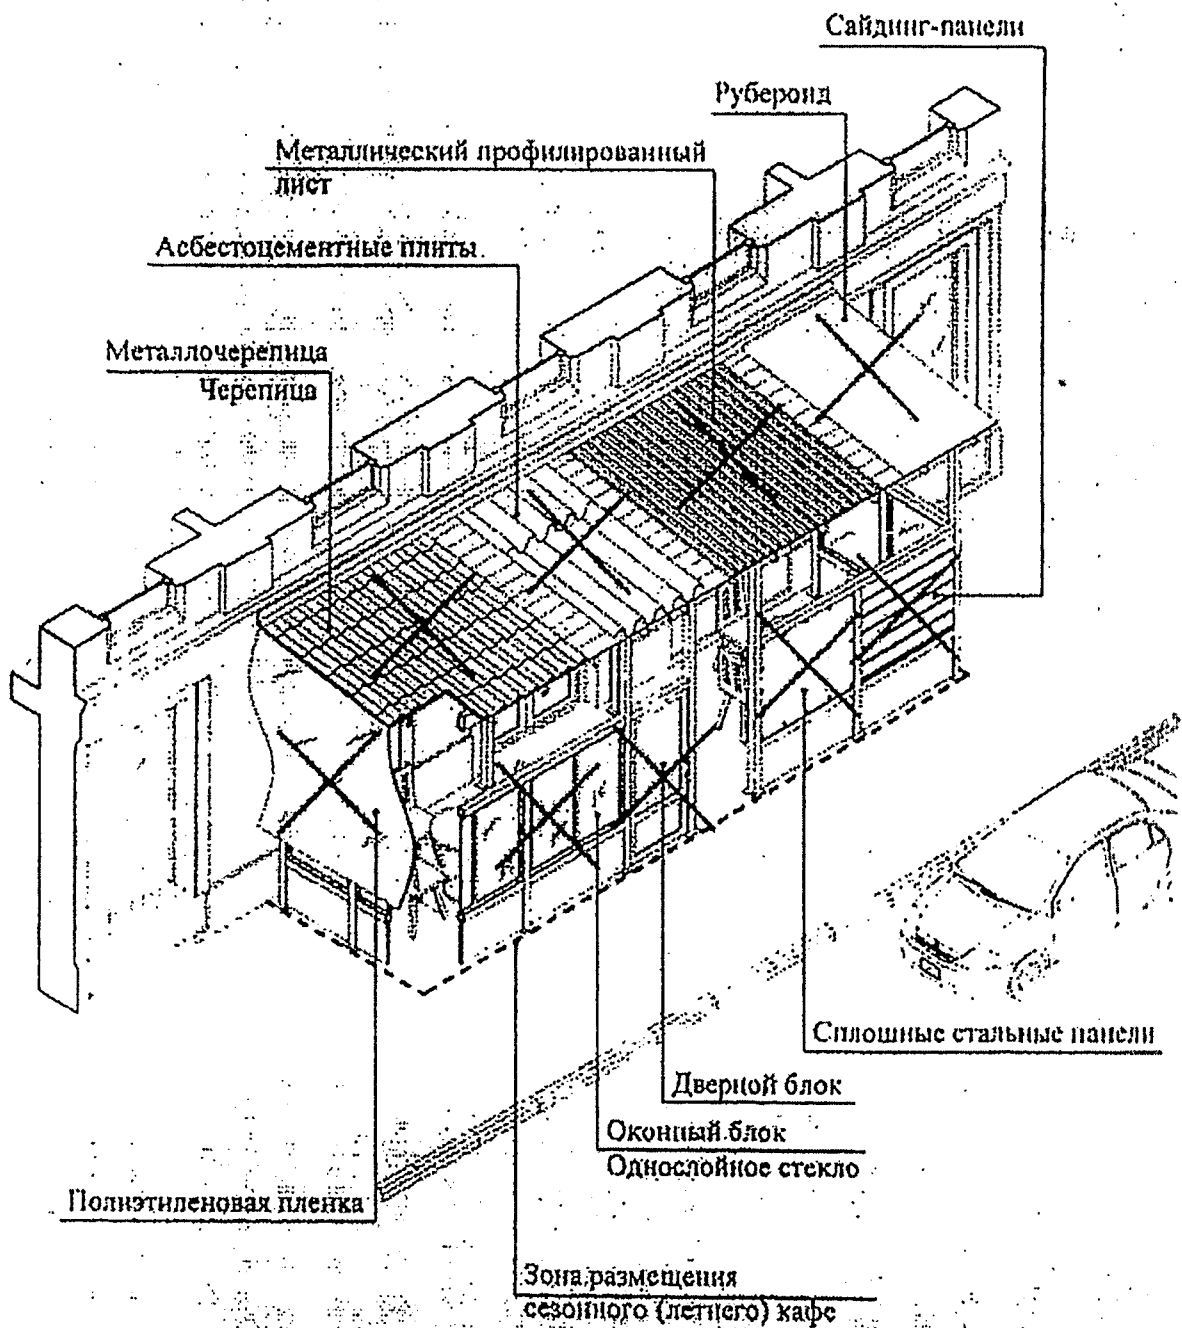 Сайдинг-панели
Рубероид
Металлический профилированный
лист
Асбестоцементные плиты
Металлочерепица
Черепица
Сплошные стальные панели
Дверной блок
Оконный блок
Однослойное стекло
Полиэтиленовая пленка
Зона размещения
сезонного (летнего) кафе